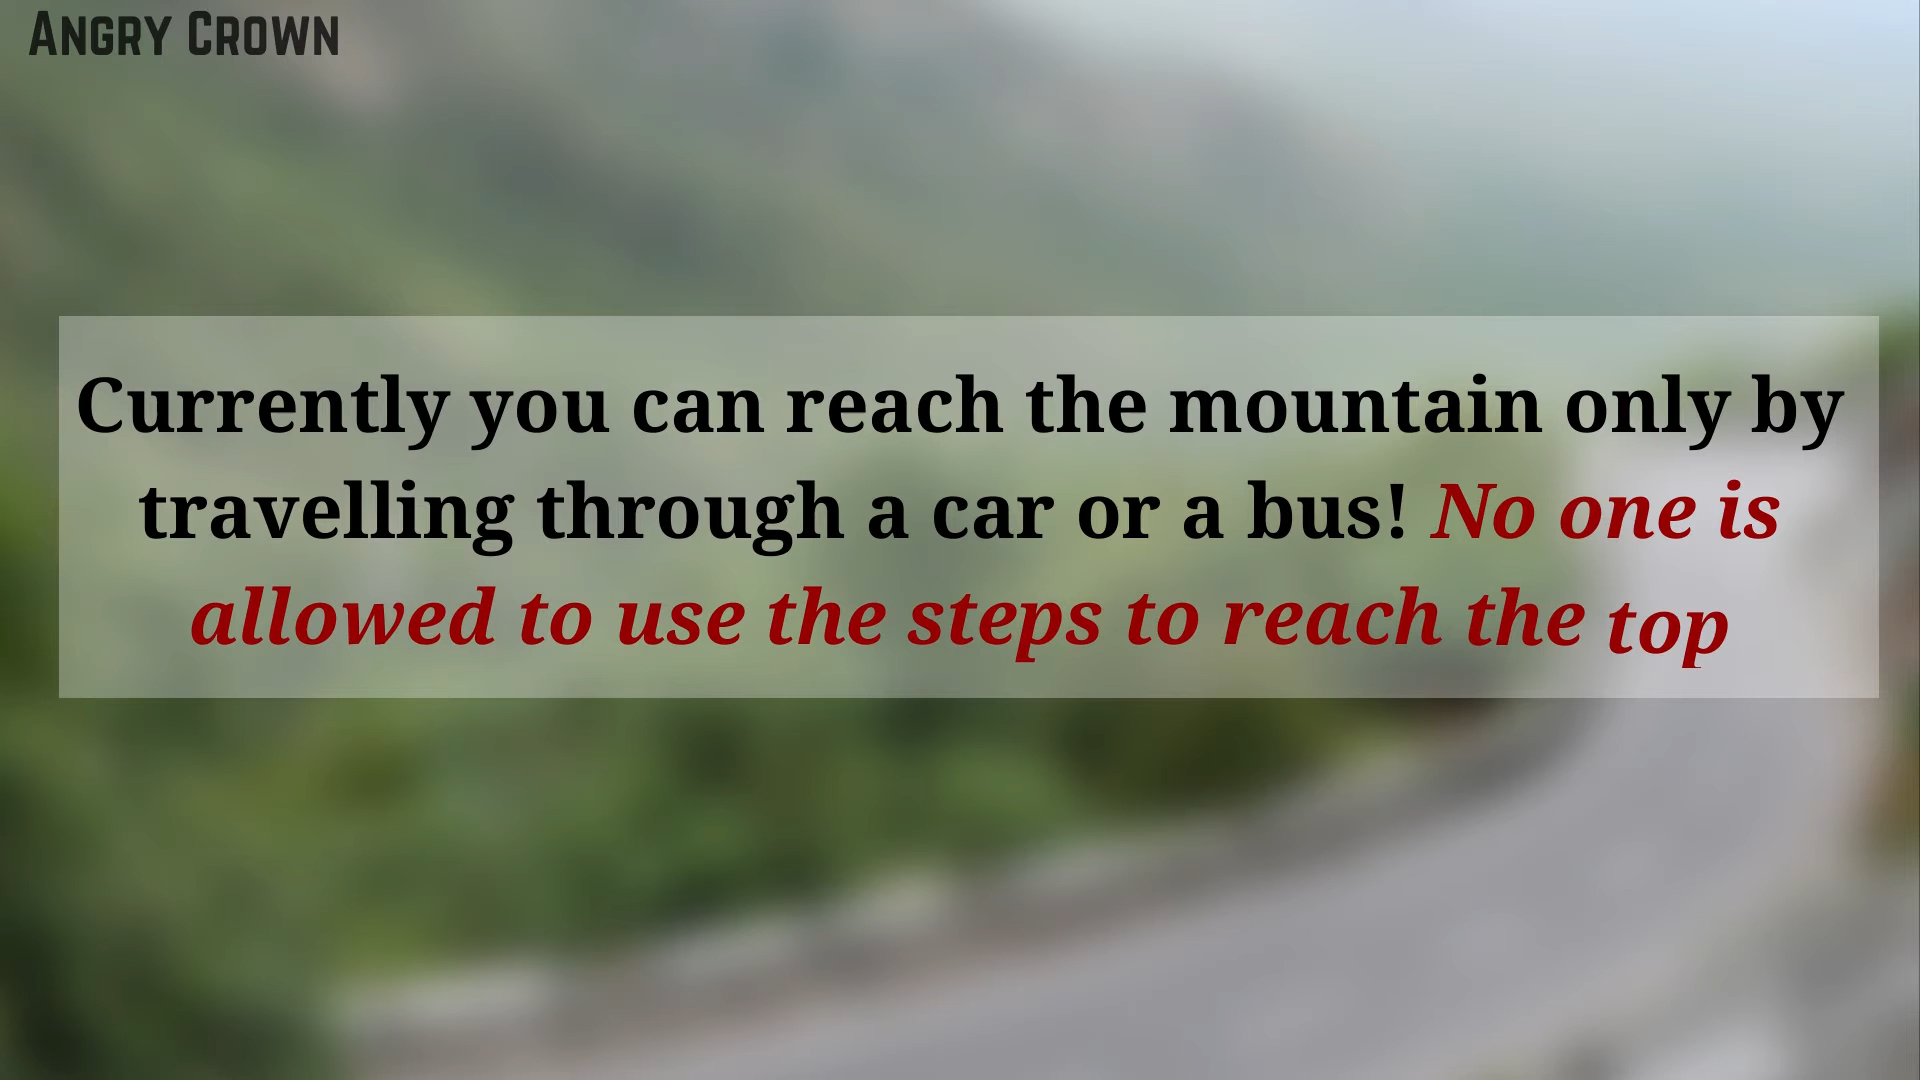 Angry Crown
Currently you can reach the mountain only by
travelling through a car or a bus! No one is
allowed to use the steps to reach the top